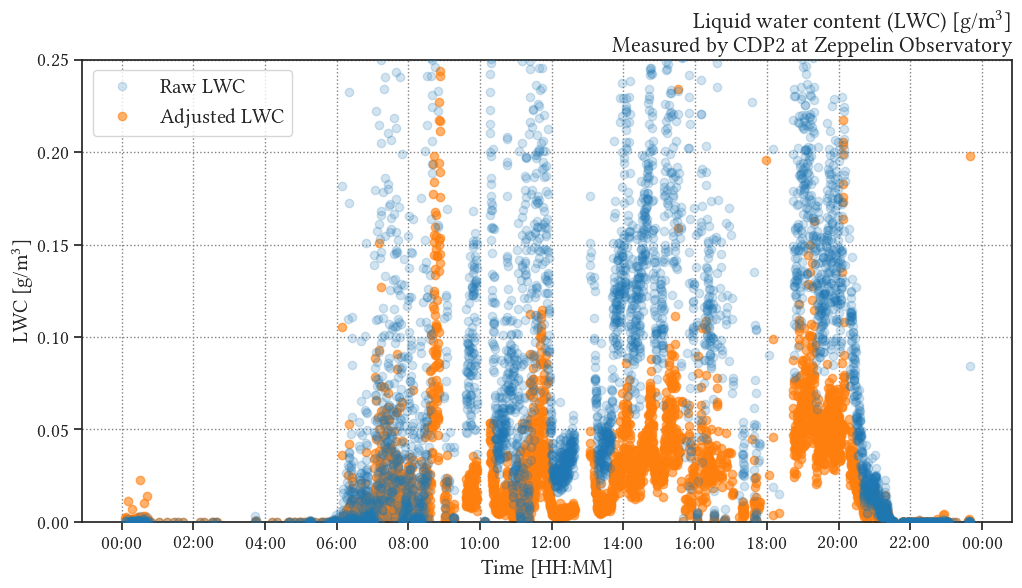 Liquid water content (LWC) [g/m³]
Measured by CDP2 at Zeppelin Observatory
Raw LWC
Adjusted LWC
LWC [g/m³]
0.25
0.20
0.15
0.10
0.05
0.00
00:00 02:00 04:00 06:00 08:00 10:00 12:00 14:00 16:00 18:00 20:00 22:00 00:00
Time [HH:MM]